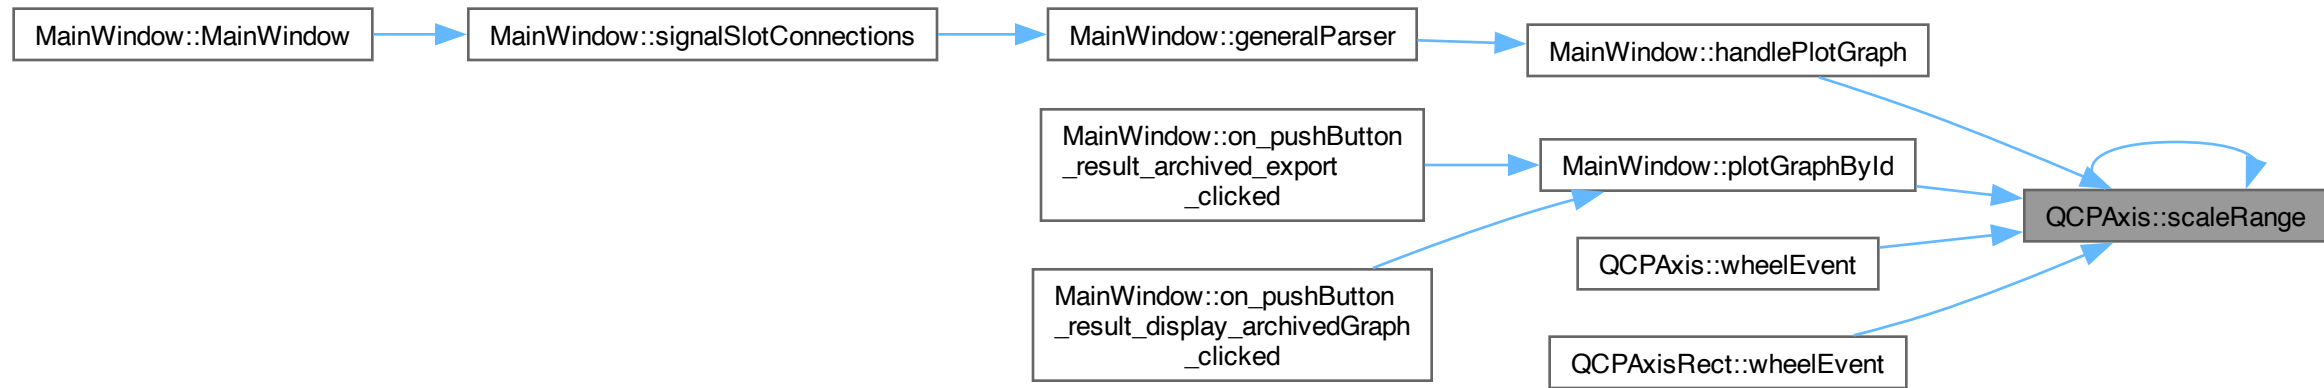 MainWindow::MainWindow
MainWindow::signalSlotConnections
MainWindow::generalParser
MainWindow::handlePlotGraph
MainWindow::on_pushButton
_result_archived_export
_clicked
MainWindow::plotGraphById
QCPAxis::scaleRange
QCPAxis::wheelEvent
MainWindow::on_pushButton
_result_display_archivedGraph
_clicked
QCPAxisRect::wheelEvent